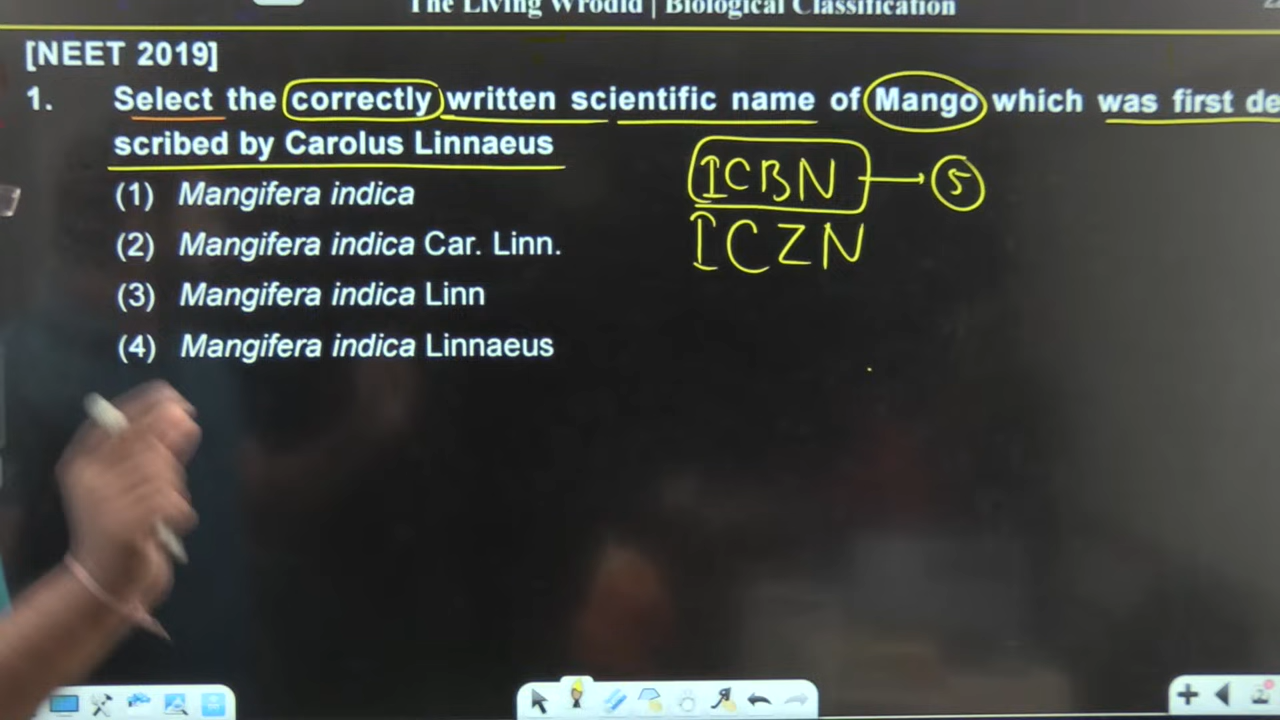 The Living Wrodld | Biological Classification
[NEET 2019]
1. Select the correctly written scientific name of Mango which was first de
scribed by Carolus Linnaeus
ICBN → 5
(1) Mangifera indica
(2) Mangifera indica Car. Linn.
ICZN
(3) Mangifera indica Linn
(4) Mangifera indica Linnaeus